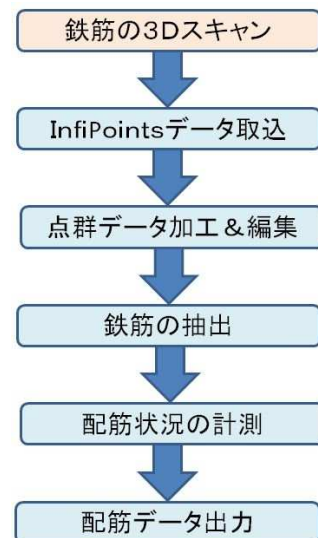 鉄筋の3Dスキャン
InfiPointsデータ取込
点群データ加工＆編集
鉄筋の抽出
配筋状況の計測
配筋データ出力